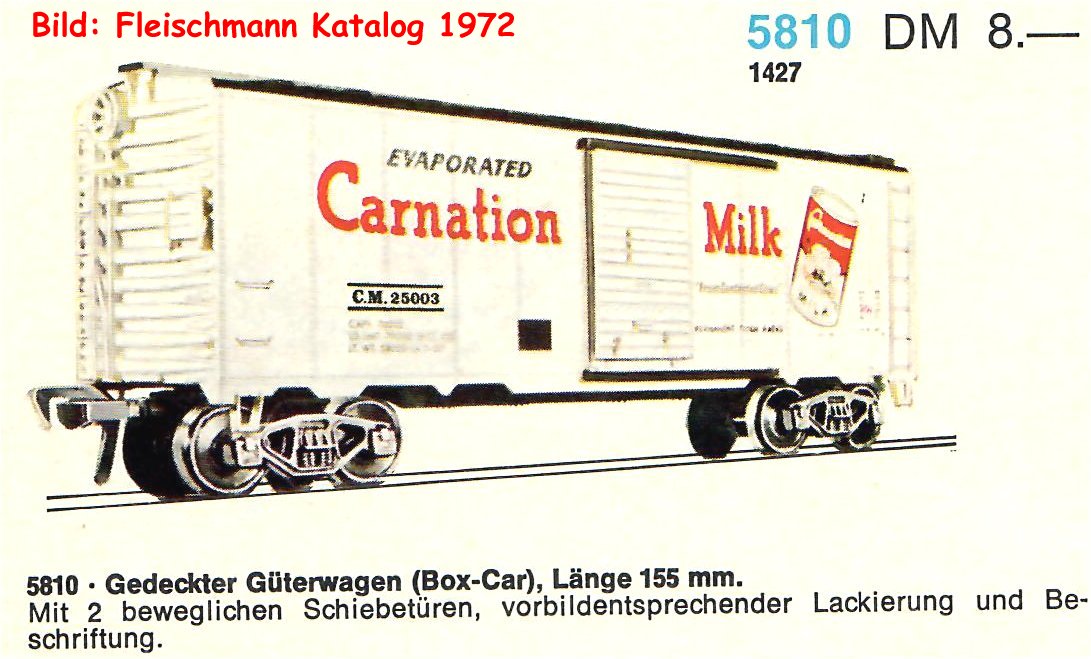 Bild: Fleischmann Katalog 1972
5810 DM 8.—
1427
EVAPORATED
Carnation
Milk
C.M. 25003
5810 · Gedeckter Güterwagen (Box-Car), Länge 155 mm.
Mit 2 beweglichen Schiebetüren, vorbildentsprechender Lackierung und Be-
schriftung.